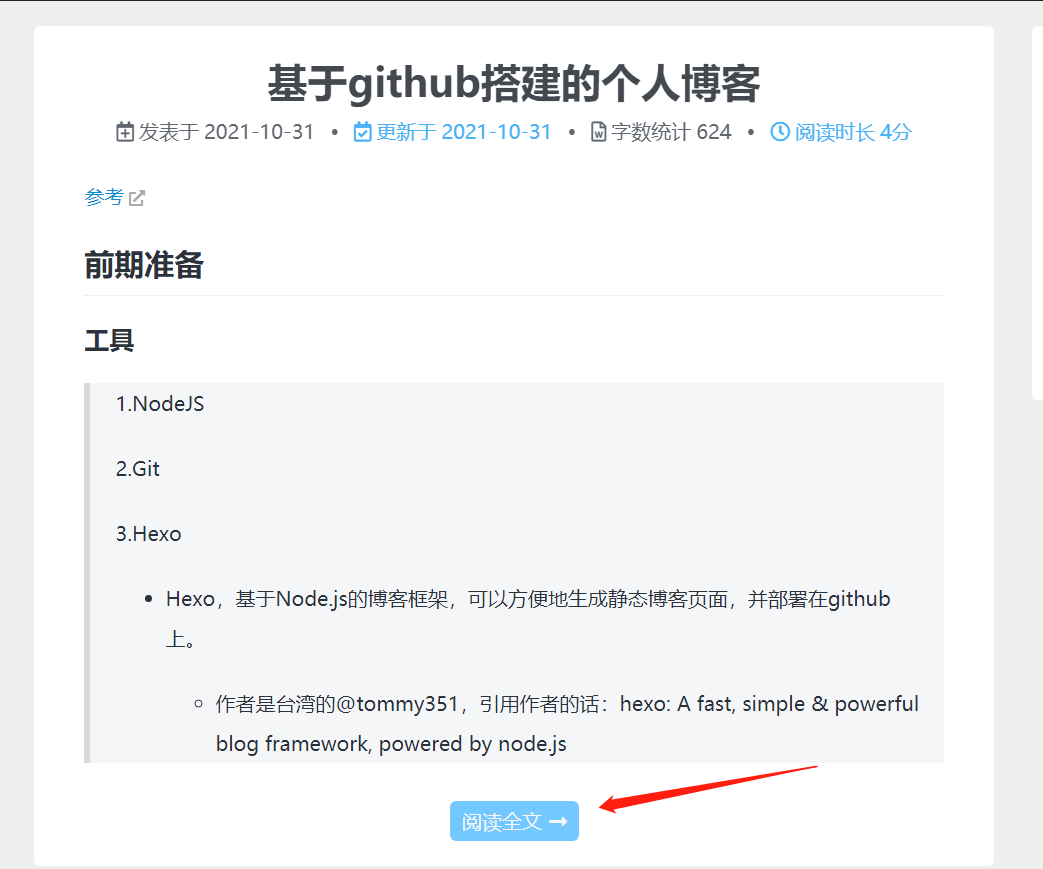 基于github搭建的个人博客
发表于 2021-10-31 • 更新于 2021-10-31 • 字数统计 624 • 阅读时长 4分
参考
前期准备
工具
1.NodeJS
2.Git
3.Hexo
• Hexo，基于Node.js的博客框架，可以方便地生成静态博客页面，并部署在github
上。
◦ 作者是台湾的@tommy351，引用作者的话：hexo: A fast, simple & powerful
blog framework, powered by node.js
阅读全文 →